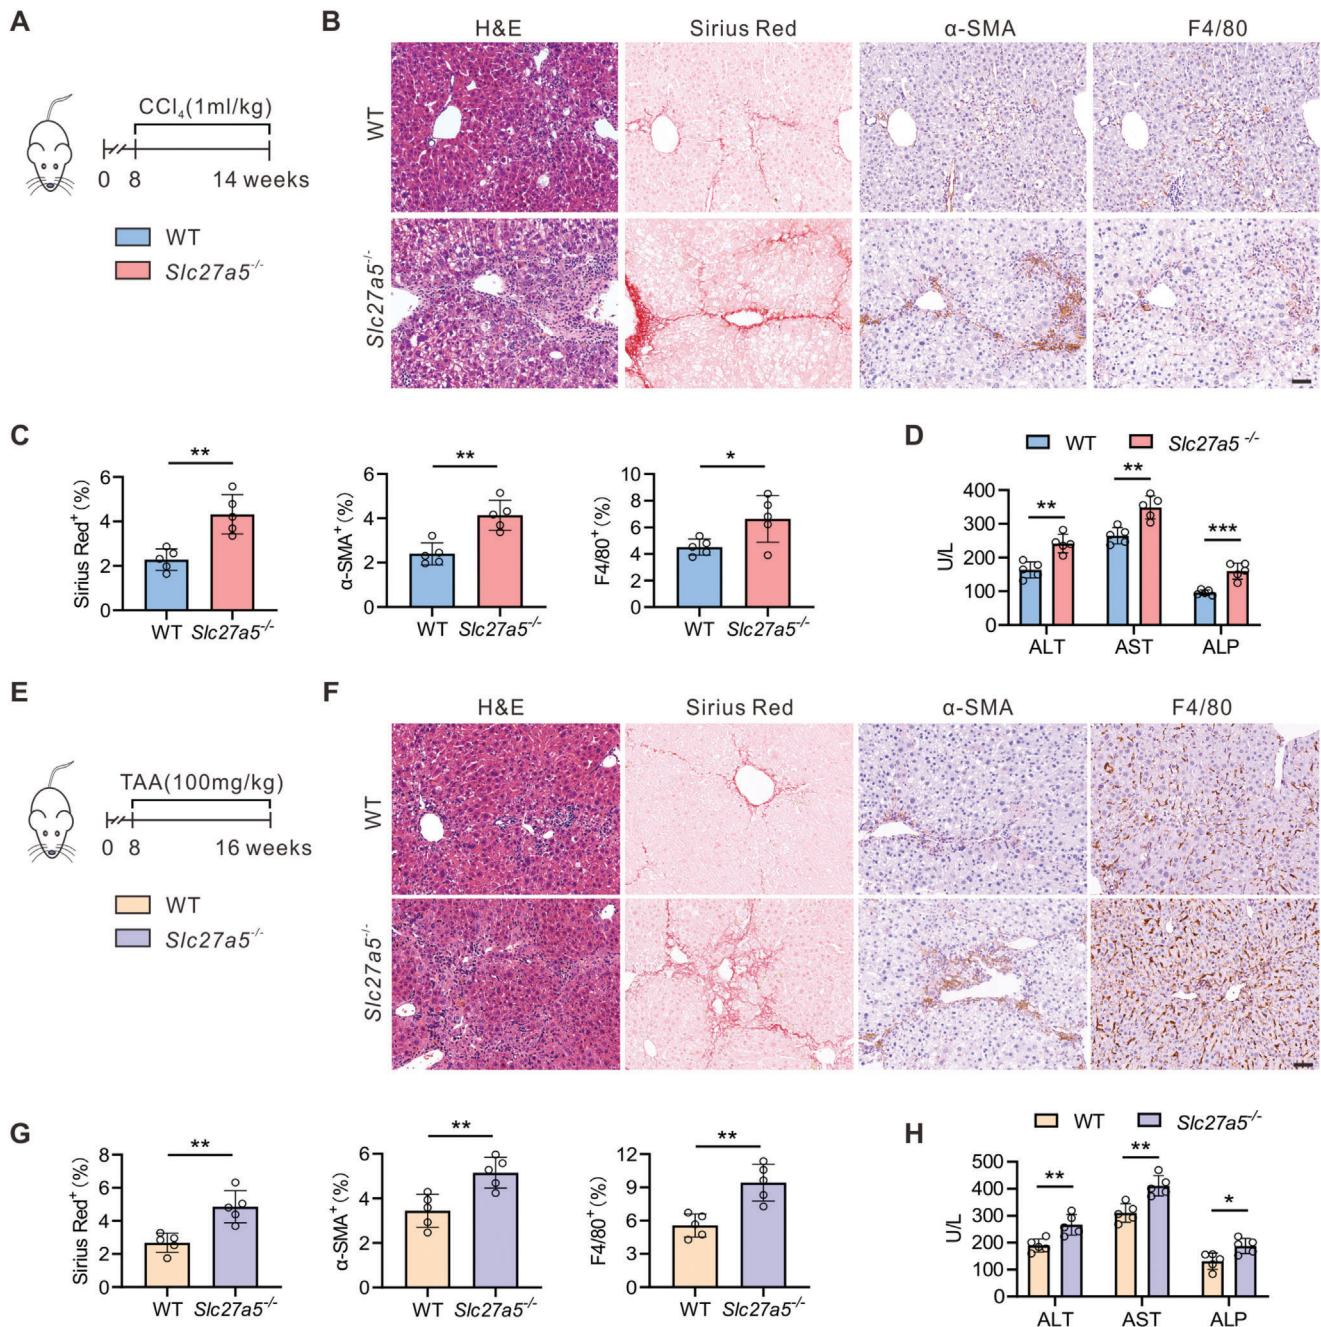 A
CCl₄(1ml/kg)
0 8 14 weeks
WT
Slc27a5⁻/⁻
B
H&E Sirius Red α-SMA F4/80
WT
Slc27a5⁻/⁻
C
Sirius Red⁺ (%)
6
4
2
0
**
WT Slc27a5⁻/⁻
α-SMA⁺ (%)
6
4
2
0
**
WT Slc27a5⁻/⁻
F4/80⁺ (%)
10
8
6
4
2
0
*
WT Slc27a5⁻/⁻
D
WT Slc27a5 ⁻/⁻
U/L
400
300
200
100
0
** ** ***
ALT AST ALP
E
TAA(100mg/kg)
0 8 16 weeks
WT
Slc27a5⁻/⁻
F
H&E Sirius Red α-SMA F4/80
WT
Slc27a5⁻/⁻
G
Sirius Red⁺ (%)
8
6
4
2
0
**
WT Slc27a5⁻/⁻
α-SMA⁺ (%)
6
4
2
0
**
WT Slc27a5⁻/⁻
F4/80⁺ (%)
12
9
6
3
0
**
WT Slc27a5⁻/⁻
H
WT Slc27a5⁻/⁻
U/L
500
400
300
200
100
0
** ** *
ALT AST ALP